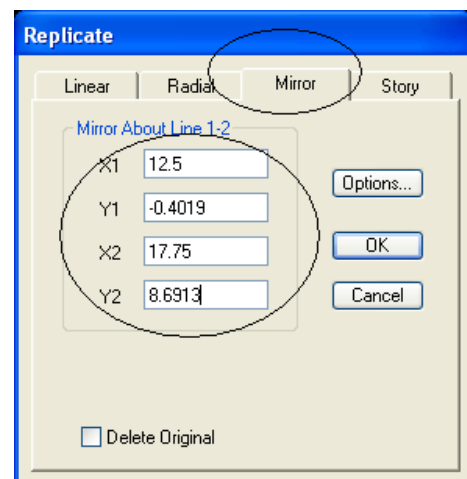 Replicate
Linear Radial Mirror Story
Mirror About Line 1-2
X1 12.5
Options...
Y1 -0.4019
X2 17.75
OK
Y2 8.6913
Cancel
Delete Original